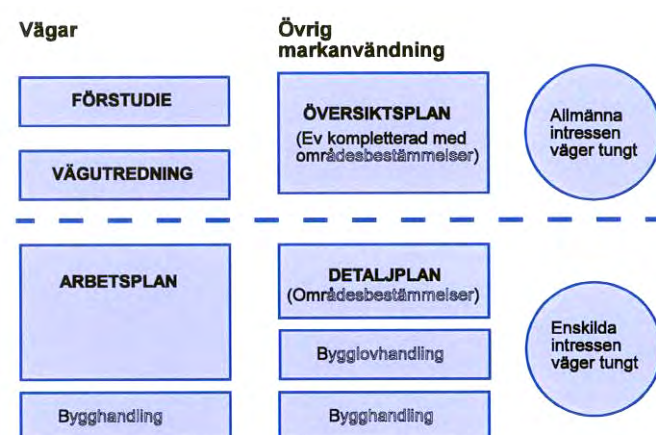 Vägar
Övrig
markanvändning
FÖRSTUDIE
VÄGUTREDNING
ÖVERSIKTSPLAN
(Ev kompletterad med
områdesbestämmelser)
Allmänna
intressen
väger tungt
ARBETSPLAN
Bygghandling
DETALJPLAN
(Områdesbestämmelser)
Bygglovhandling
Bygghandling
Enskilda
intressen
väger tungt